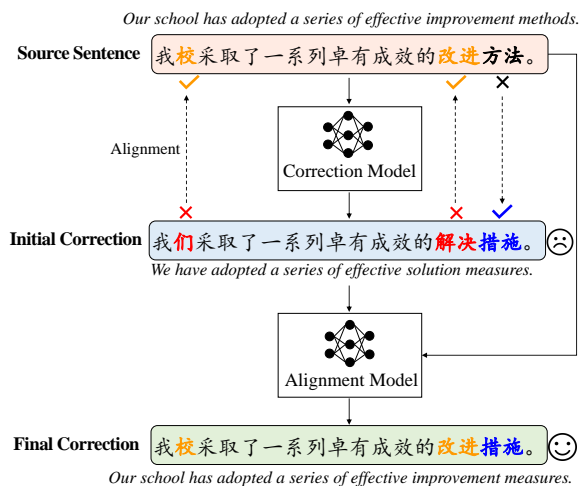 Our school has adopted a series of effective improvement methods.
Source Sentence 我校采取了一系列卓有成效的改进方法。
Alignment
Correction Model
Initial Correction 我们采取了一系列卓有成效的解决措施。
We have adopted a series of effective solution measures.
Alignment Model
Final Correction 我校采取了一系列卓有成效的改进措施。
Our school has adopted a series of effective improvement measures.